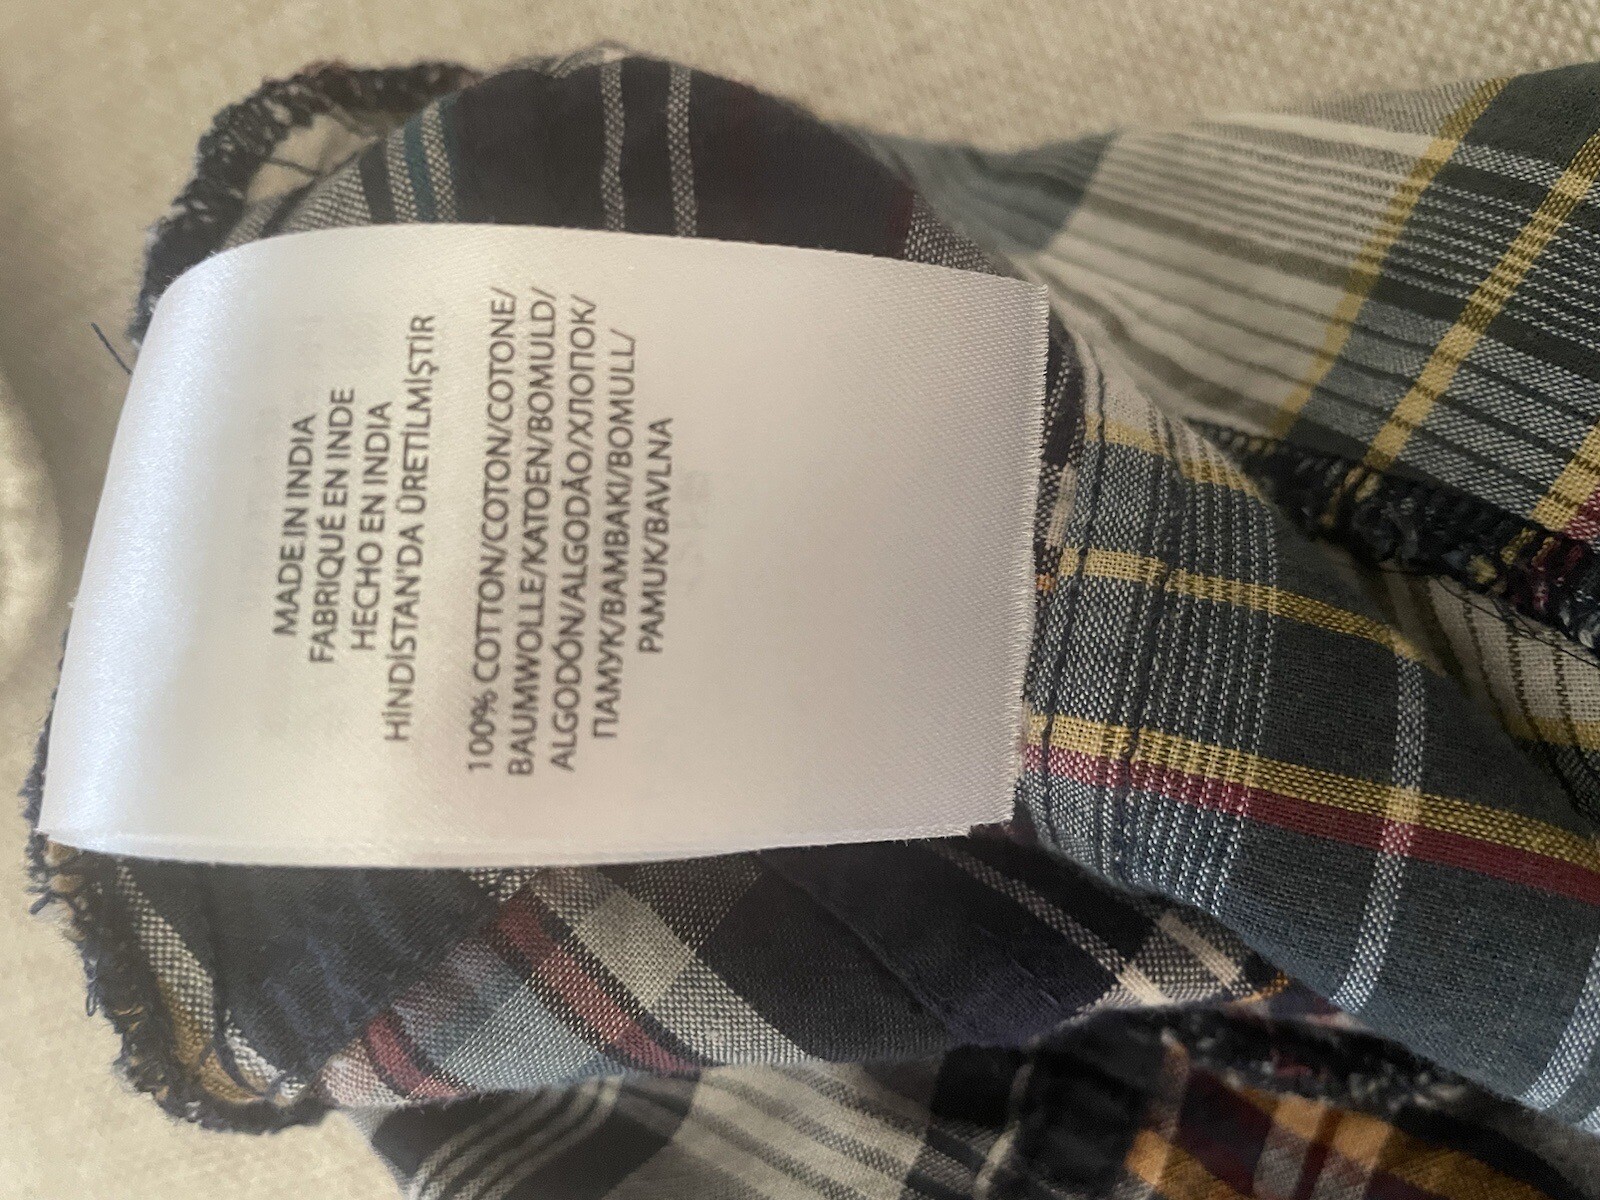 MADE IN INDIA
FABRIQUÉ EN INDE
HECHO EN INDIA
HİNDİSTAN'DA ÜRETİLMİŞTİR
100% COTTON/COTON/COTTON/COTONE/
BAUMWOLLE/KATOEN/BOMULD/
ALGODÓN/ALGODÃO/ХЛОПОК/
ПАМУК/BAMBAKI/BOMULL/
PAMUK/BAVLNA